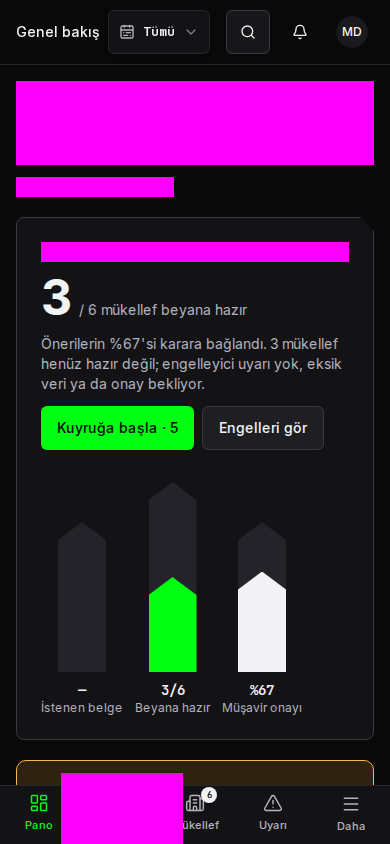 Genel bakış
Tümü
MD
3 / 6 mükellef beyana hazır
Önerilerin %67'si karara bağlandı. 3 mükellef
henüz hazır değil; engelleyici uyarı yok, eksik
veri ya da onay bekliyor.
Kuyruğa başla · 5
Engelleri gör
– 3/6 %67
İstenen belge Beyana hazır Müşavir onayı
6
Pano Uyarı Daha